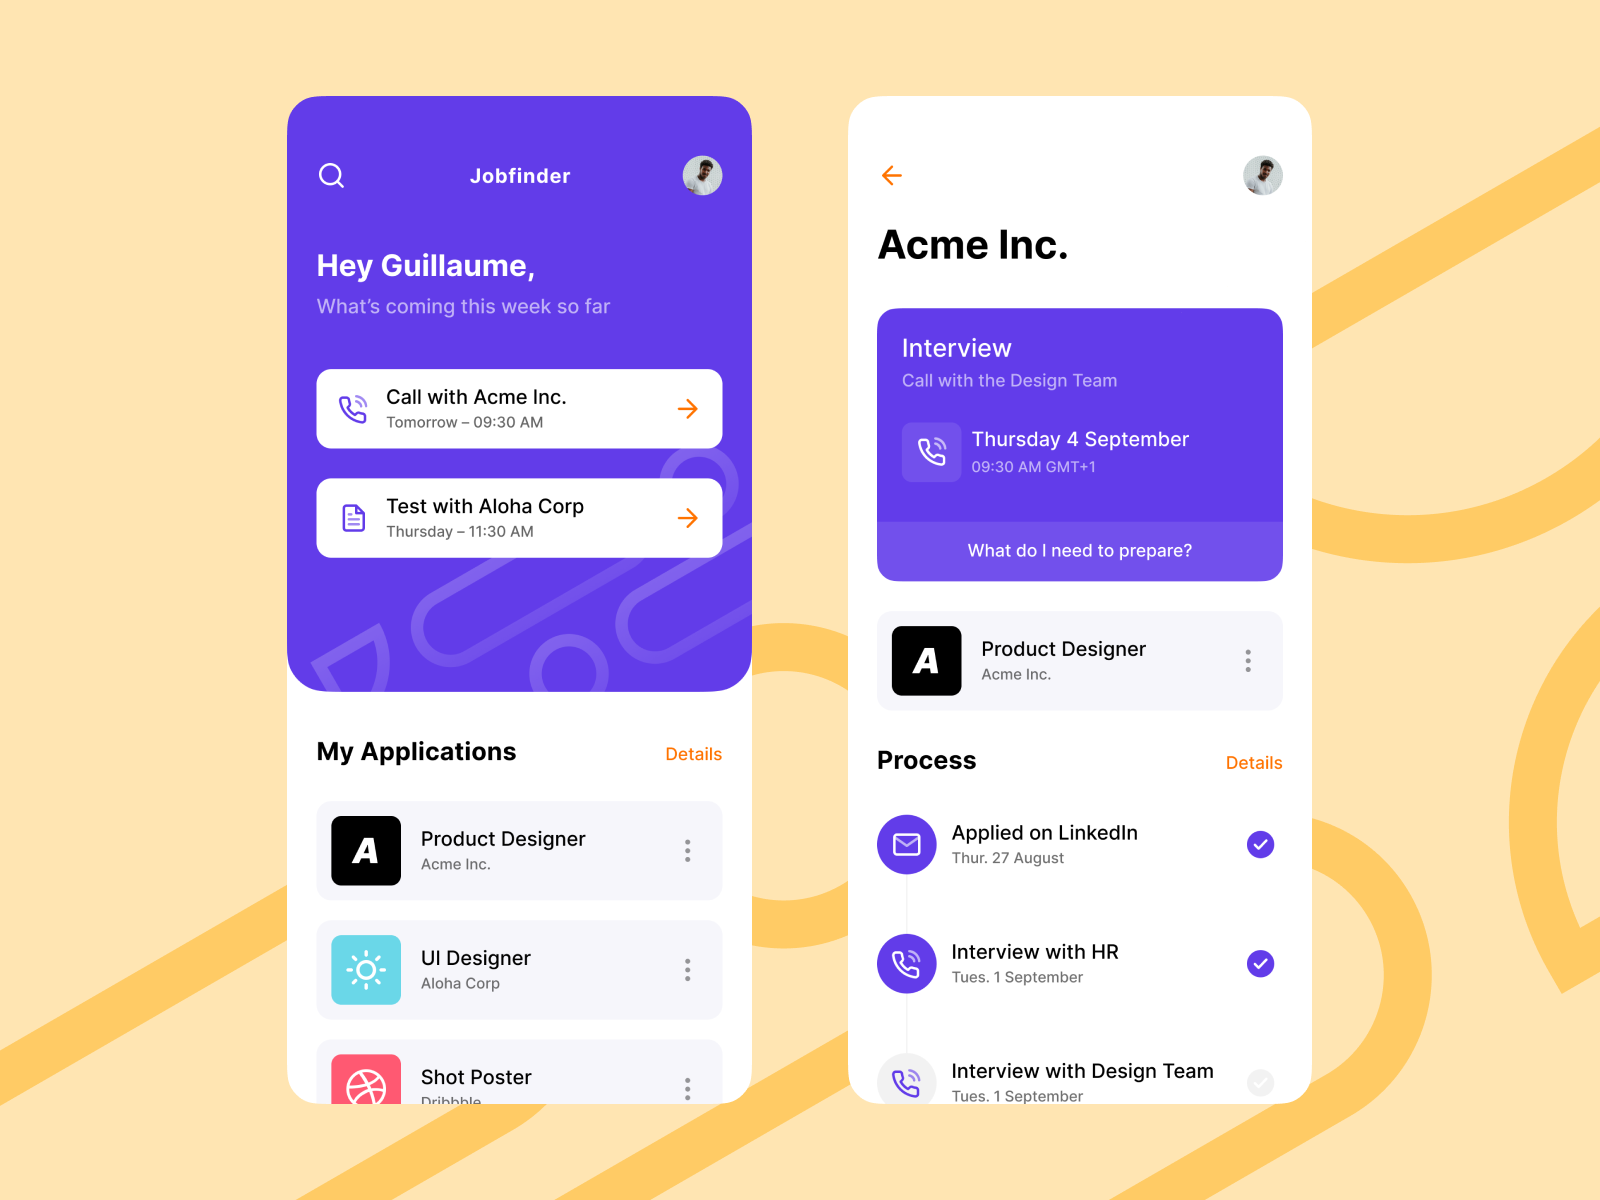 Jobfinder
Hey Guillaume,
What's coming this week so far
Call with Acme Inc.
Tomorrow – 09:30 AM
Test with Aloha Corp
Thursday – 11:30 AM
My Applications
Details
A
Product Designer
Acme Inc.
UI Designer
Aloha Corp
Shot Poster
Dribbble
Acme Inc.
Interview
Call with the Design Team
Thursday 4 September
09:30 AM GMT+1
What do I need to prepare?
A
Product Designer
Acme Inc.
Process
Details
Applied on LinkedIn
Thur. 27 August
Interview with HR
Tues. 1 September
Interview with Design Team
Tues. 1 September